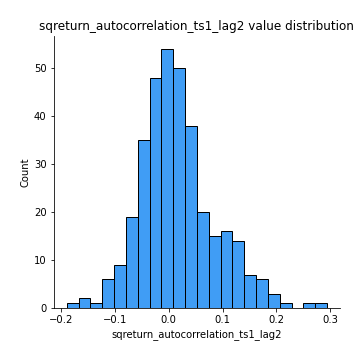 sqreturn_autocorrelation_ts1_lag2 value distribution
50
40
30
20
10
0
Count
−0.2 −0.1 0.0 0.1 0.2 0.3
sqreturn_autocorrelation_ts1_lag2